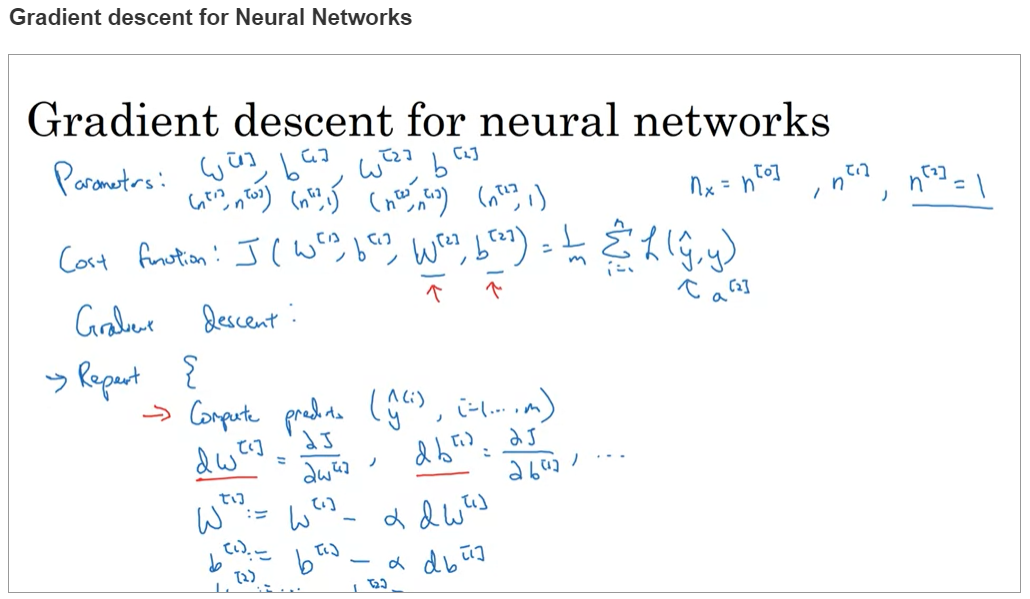 Gradient descent for Neural Networks
Gradient descent for neural networks
Parameters: W^[1], b^[1], W^[2], b^[2] n_x = n^[0], n^[1], n^[2] = 1
(n^[1], n^[0]) (n^[1], 1) (n^[2], n^[1]) (n^[2], 1)
Cost function: J(W^[1], b^[1], W^[2], b^[2]) = 1/m Σ_{i=1}^{n} L(ŷ, y)
↑ ↑ ↑ a^[2]
Gradient descent:
→ Repeat {
→ Compute predicts (ŷ^(i), i=1...,m)
dW^[1] = ∂J/∂W^[1], db^[1] = ∂J/∂b^[1], ...
W^[1] := W^[1] - α dW^[1]
b^[1] := b^[1] - α db^[1]